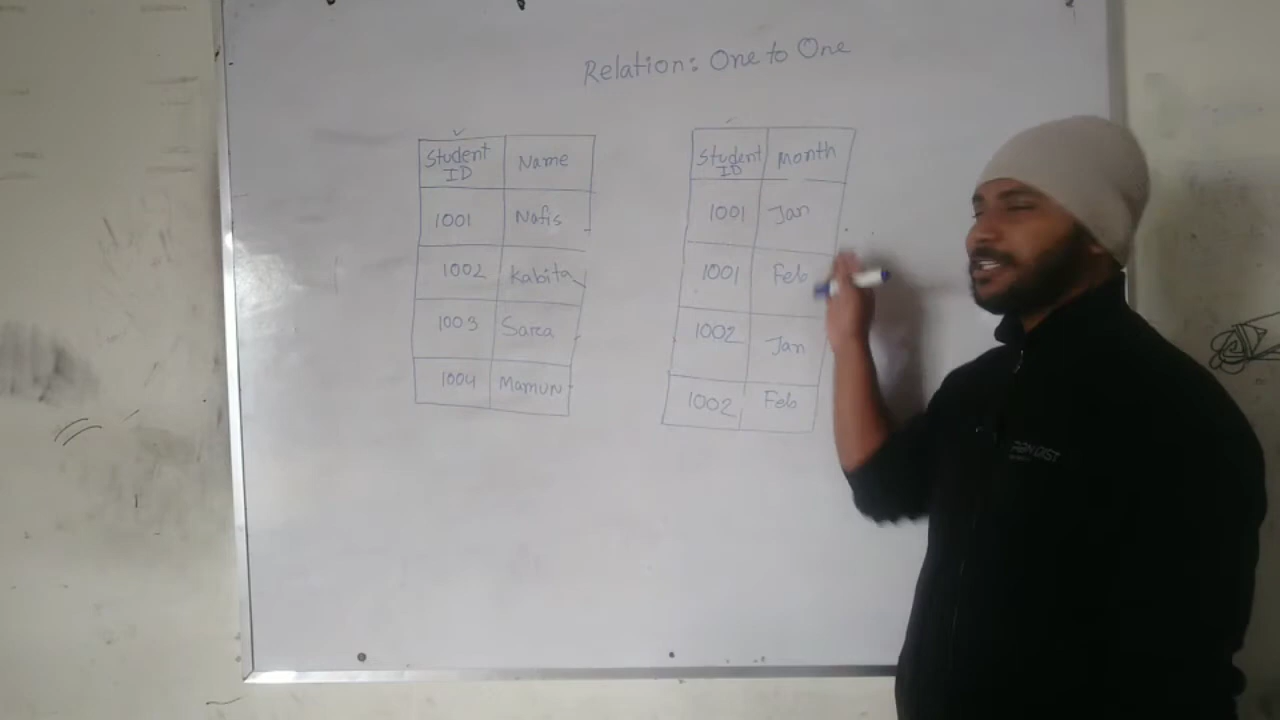 Relation: One to One
Student ID Name
1001 Nafis
1002 Kabita
1003 Saira
1004 Mamun
Student ID Month
1001 Jan
1001 Feb
1002 Jan
1002 Feb